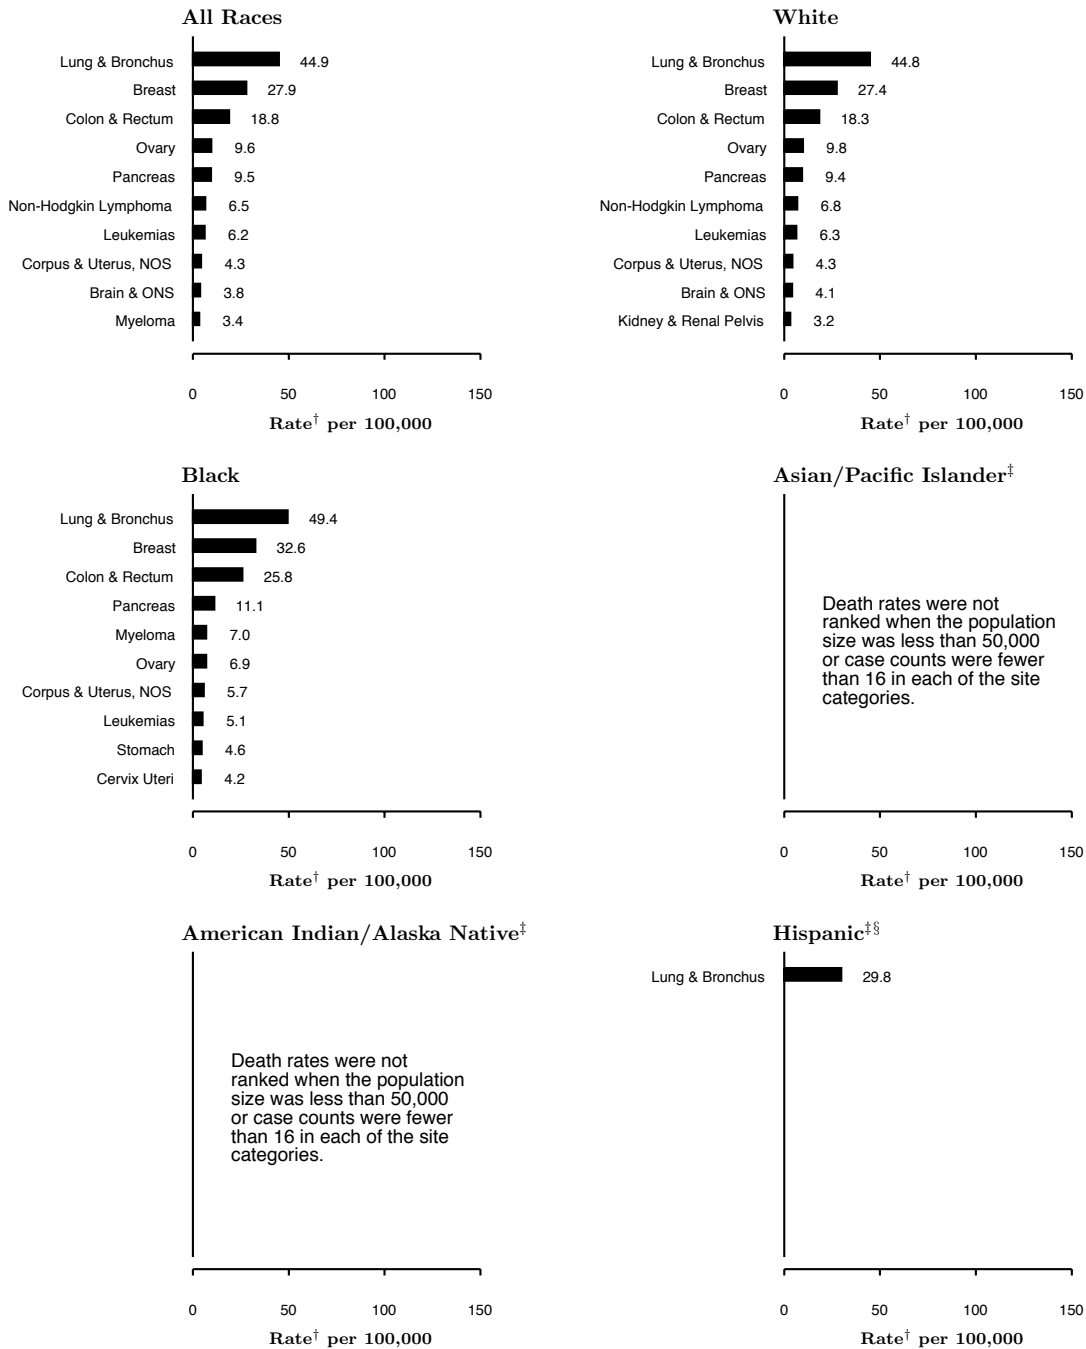 All Races
Lung & Bronchus 44.9
Breast 27.9
Colon & Rectum 18.8
Ovary 9.6
Pancreas 9.5
Non-Hodgkin Lymphoma 6.5
Leukemias 6.2
Corpus & Uterus, NOS 4.3
Brain & ONS 3.8
Myeloma 3.4
0 50 100 150
Rate† per 100,000
White
Lung & Bronchus 44.8
Breast 27.4
Colon & Rectum 18.3
Ovary 9.8
Pancreas 9.4
Non-Hodgkin Lymphoma 6.8
Leukemias 6.3
Corpus & Uterus, NOS 4.3
Brain & ONS 4.1
Kidney & Renal Pelvis 3.2
0 50 100 150
Rate† per 100,000
Black
Lung & Bronchus 49.4
Breast 32.6
Colon & Rectum 25.8
Pancreas 11.1
Myeloma 7.0
Ovary 6.9
Corpus & Uterus, NOS 5.7
Leukemias 5.1
Stomach 4.6
Cervix Uteri 4.2
0 50 100 150
Rate† per 100,000
Asian/Pacific Islander‡
Death rates were not
ranked when the population
size was less than 50,000
or case counts were fewer
than 16 in each of the site
categories.
0 50 100 150
Rate† per 100,000
American Indian/Alaska Native‡
Death rates were not
ranked when the population
size was less than 50,000
or case counts were fewer
than 16 in each of the site
categories.
0 50 100 150
Rate† per 100,000
Hispanic‡§
Lung & Bronchus 29.8
0 50 100 150
Rate† per 100,000